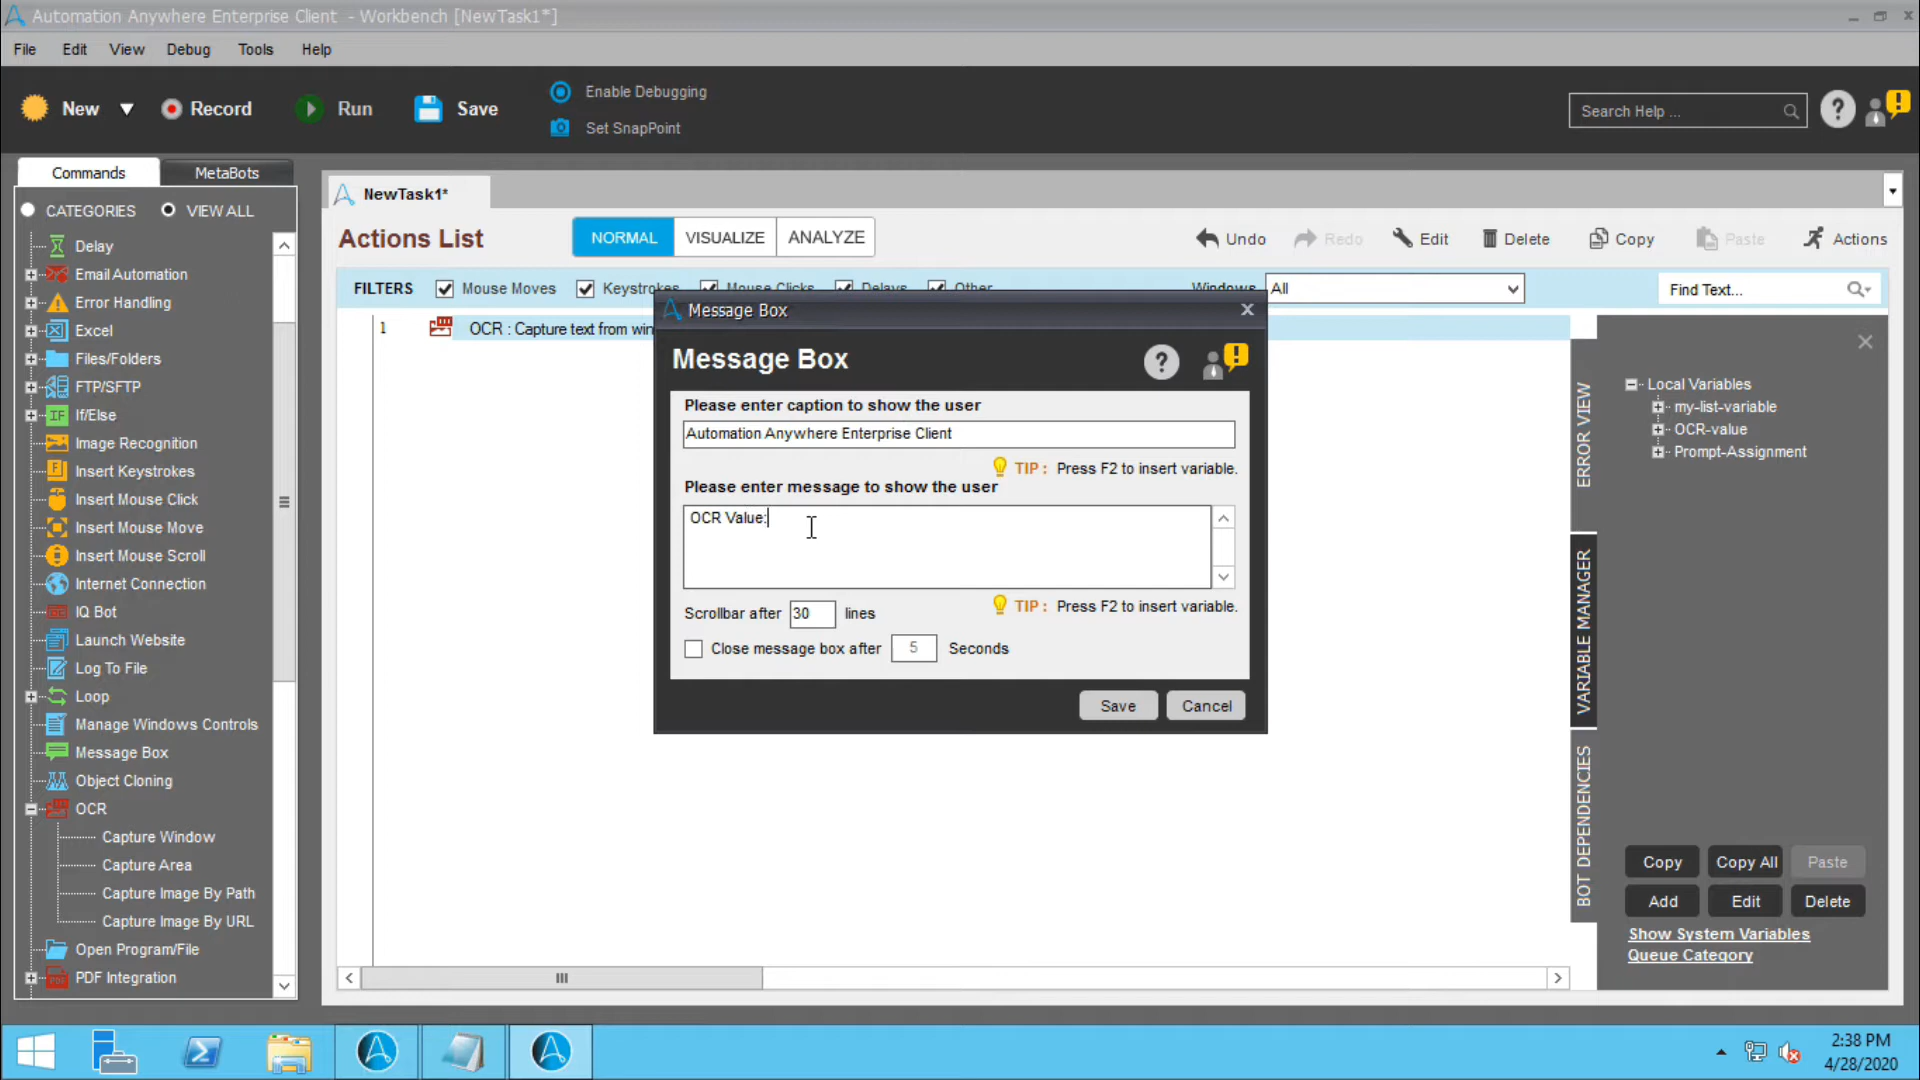 Automation Anywhere Enterprise Client - Workbench [NewTask1*]
File Edit View Debug Tools Help
New Record Run Save
Enable Debugging
Set SnapPoint
Search Help ...
Commands MetaBots
CATEGORIES VIEW ALL
Delay
Email Automation
Error Handling
Excel
Files/Folders
FTP/SFTP
If/Else
Image Recognition
Insert Keystrokes
Insert Mouse Click
Insert Mouse Move
Insert Mouse Scroll
Internet Connection
IQ Bot
Launch Website
Log To File
Loop
Manage Windows Controls
Message Box
Object Cloning
OCR
Capture Window
Capture Area
Capture Image By Path
Capture Image By URL
Open Program/File
PDF Integration
NewTask1*
Actions List
NORMAL VISUALIZE ANALYZE
Undo Redo Edit Delete Copy Paste Actions
FILTERS Mouse Moves Keystrokes Mouse Clicks Delays Other Windows All
Find Text...
1 OCR : Capture text from win
Message Box
Message Box
Please enter caption to show the user
Automation Anywhere Enterprise Client
TIP : Press F2 to insert variable.
Please enter message to show the user
OCR Value:
TIP : Press F2 to insert variable.
Scrollbar after 30 lines
Close message box after 5 Seconds
Save Cancel
ERROR VIEW
VARIABLE MANAGER
BOT DEPENDENCIES
Local Variables
my-list-variable
OCR-value
Prompt-Assignment
Copy Copy All Paste
Add Edit Delete
Show System Variables
Queue Category
2:38 PM
4/28/2020